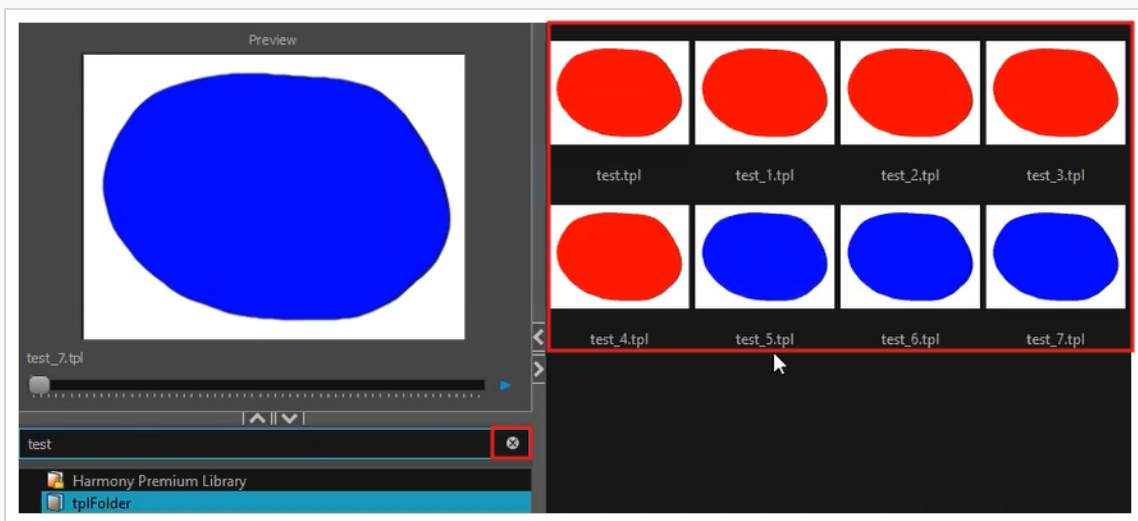 Preview
test_7.tpl
test
Harmony Premium Library
tplFolder
test.tpl test_1.tpl test_2.tpl test_3.tpl
test_4.tpl test_5.tpl test_6.tpl test_7.tpl